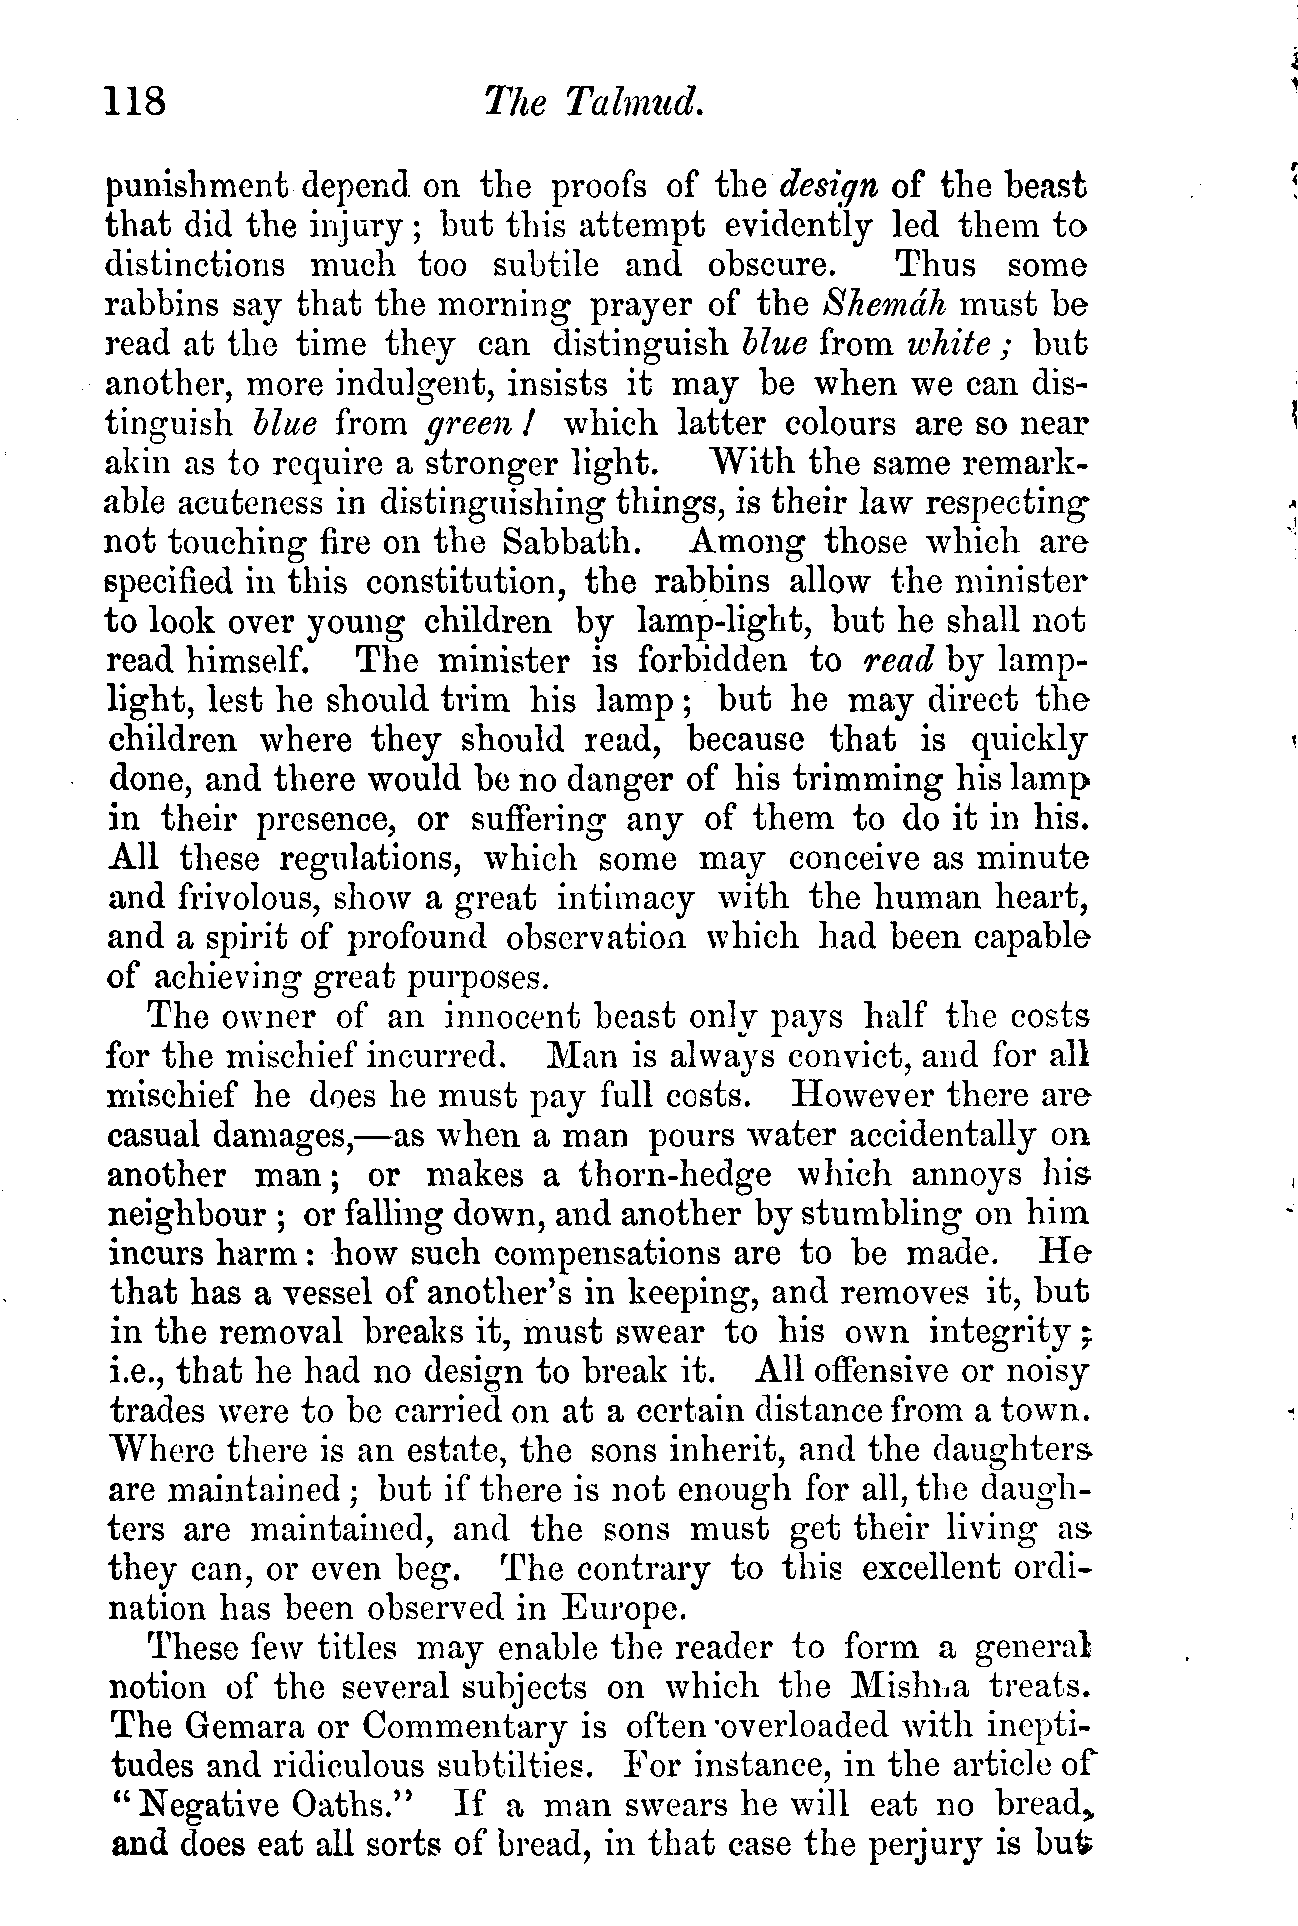 118 The Talmud.
punishment depend on the proofs of the design of the beast
that did the injury; but this attempt evidently led them to
distinctions much too subtile and obscure. Thus some
rabbins say that the morning prayer of the Shemáh must be
read at the time they can distinguish blue from white; but
another, more indulgent, insists it may be when we can dis-
tinguish blue from green! which latter colours are so near
akin as to require a stronger light. With the same remark-
able acuteness in distinguishing things, is their law respecting
not touching fire on the Sabbath. Among those which are
specified in this constitution, the rabbins allow the minister
to look over young children by lamp-light, but he shall not
read himself. The minister is forbidden to read by lamp-
light, lest he should trim his lamp; but he may direct the
children where they should read, because that is quickly
done, and there would be no danger of his trimming his lamp
in their presence, or suffering any of them to do it in his.
All these regulations, which some may conceive as minute
and frivolous, show a great intimacy with the human heart,
and a spirit of profound observation which had been capable
of achieving great purposes.
The owner of an innocent beast only pays half the costs
for the mischief incurred. Man is always convict, and for all
mischief he does he must pay full costs. However there are
casual damages,—as when a man pours water accidentally on
another man; or makes a thorn-hedge which annoys his
neighbour; or falling down, and another by stumbling on him
incurs harm: how such compensations are to be made. He
that has a vessel of another's in keeping, and removes it, but
in the removal breaks it, must swear to his own integrity;
i.e., that he had no design to break it. All offensive or noisy
trades were to be carried on at a certain distance from a town.
Where there is an estate, the sons inherit, and the daughters
are maintained; but if there is not enough for all, the daugh-
ters are maintained, and the sons must get their living as
they can, or even beg. The contrary to this excellent ordi-
nation has been observed in Europe.
These few titles may enable the reader to form a general
notion of the several subjects on which the Mishna treats.
The Gemara or Commentary is often overloaded with inepti-
tudes and ridiculous subtilties. For instance, in the article of
"Negative Oaths." If a man swears he will eat no bread,
and does eat all sorts of bread, in that case the perjury is but